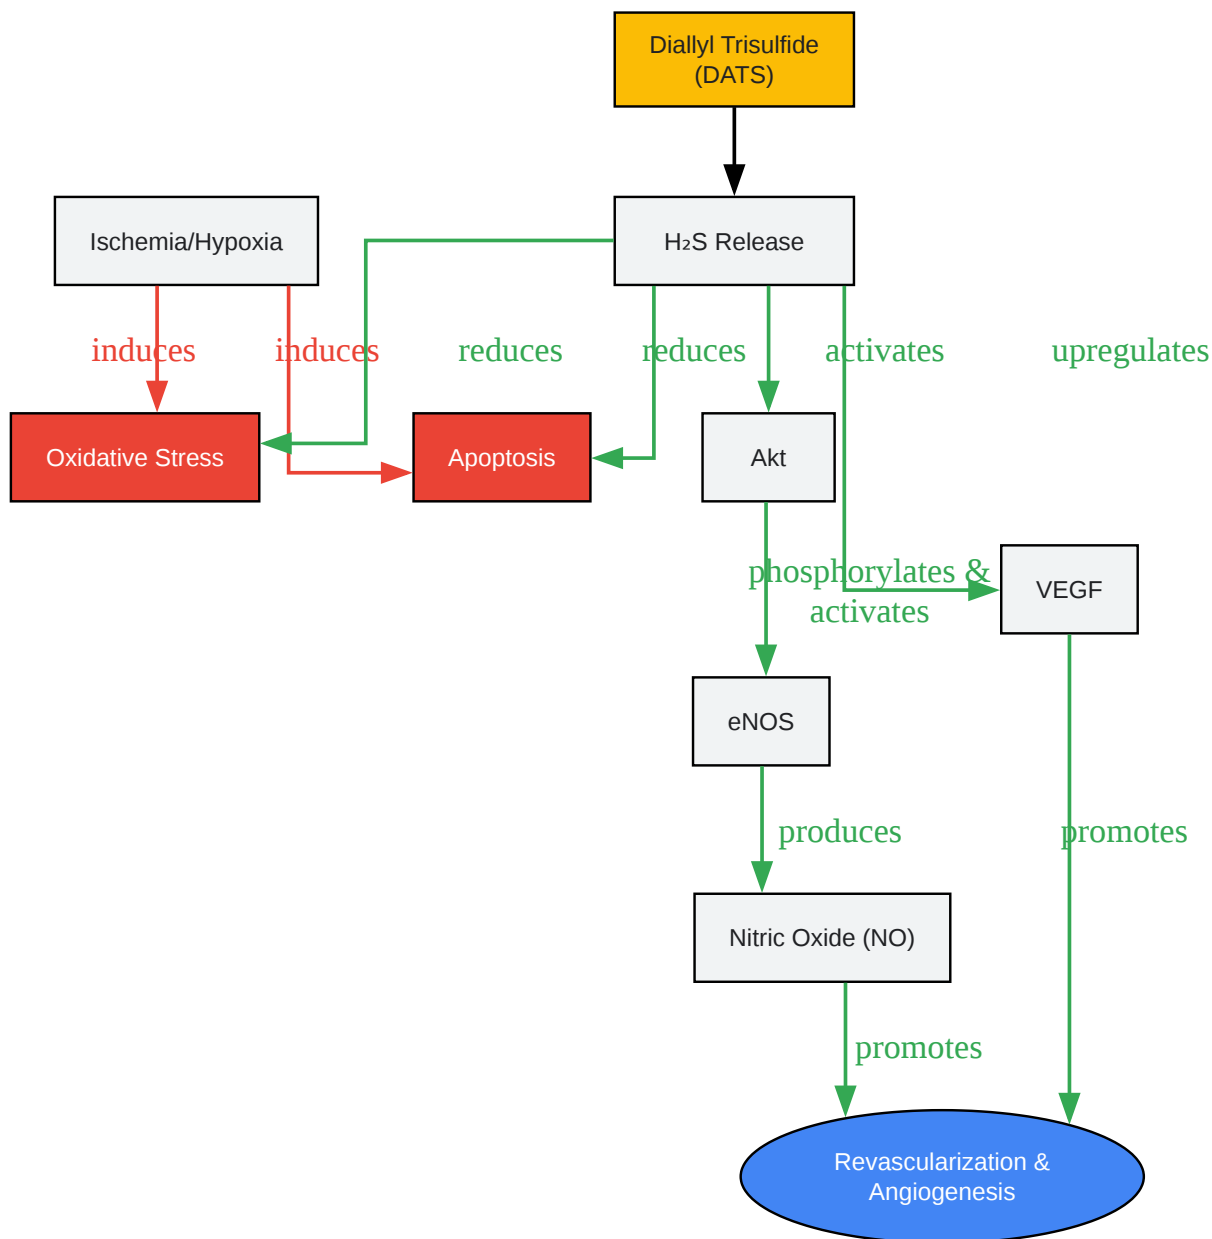 Diallyl Trisulfide
(DATS)
Ischemia/Hypoxia
H₂S Release
induces
induces
reduces
reduces
activates
upregulates
Oxidative Stress
Apoptosis
Akt
phosphorylates &
activates
VEGF
eNOS
produces
promotes
Nitric Oxide (NO)
promotes
Revascularization &
Angiogenesis